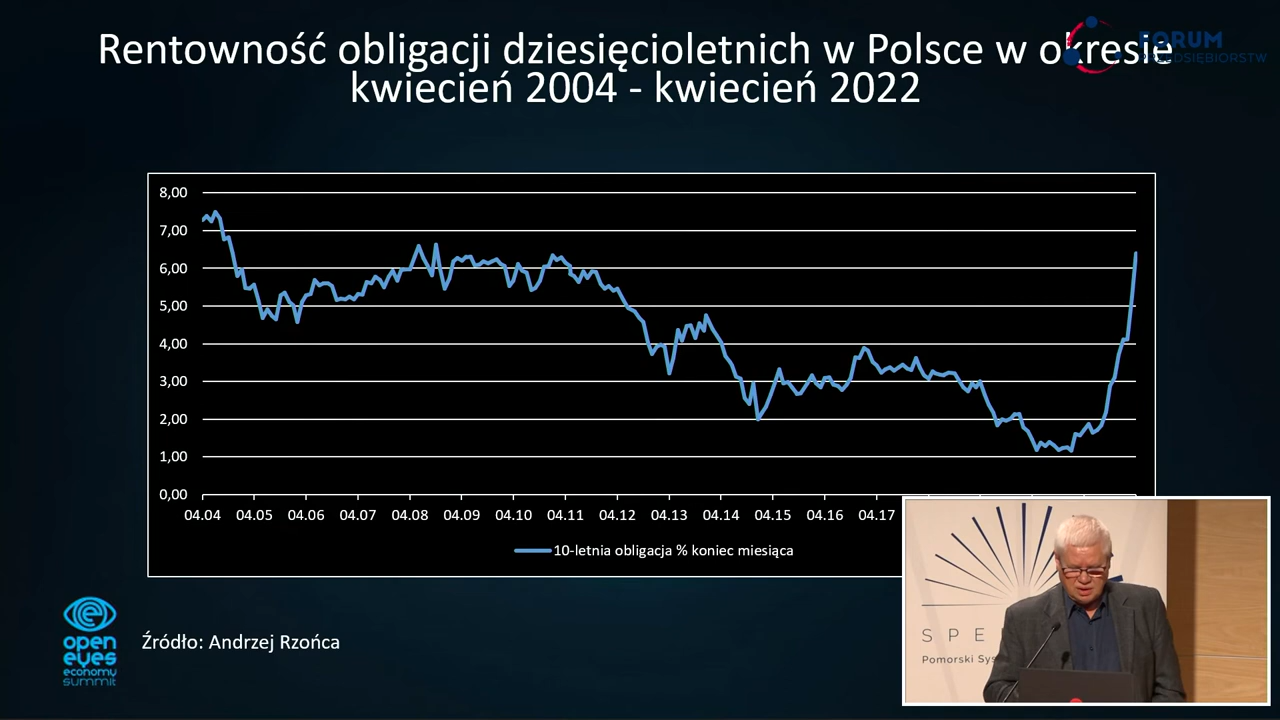 Rentowność obligacji dziesięcioletnich w Polsce w okresie
kwiecień 2004 - kwiecień 2022
FORUM
8,00
7,00
6,00
5,00
4,00
3,00
2,00
1,00
0,00
04.04 04.05 04.06 04.07 04.08 04.09 04.10 04.11 04.12 04.13 04.14 04.15 04.16 04.17
10-letnia obligacja % koniec miesiąca
Źródło: Andrzej Rzońca
open
eyes
economy
summit
SPE
Pomorski Sys